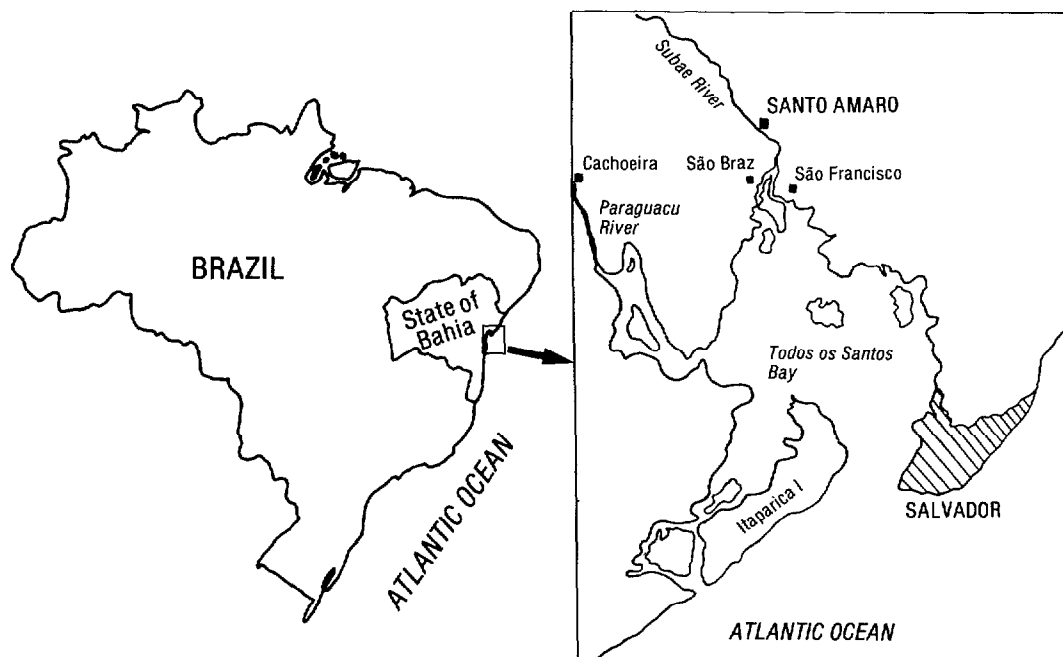 BRAZIL
State of
Bahia
ATLANTIC OCEAN
Subae River
SANTO AMARO
Cachoeira
São Braz
São Francisco
Paraguacu
River
Todos os Santos
Bay
Itaparica I
SALVADOR
ATLANTIC OCEAN